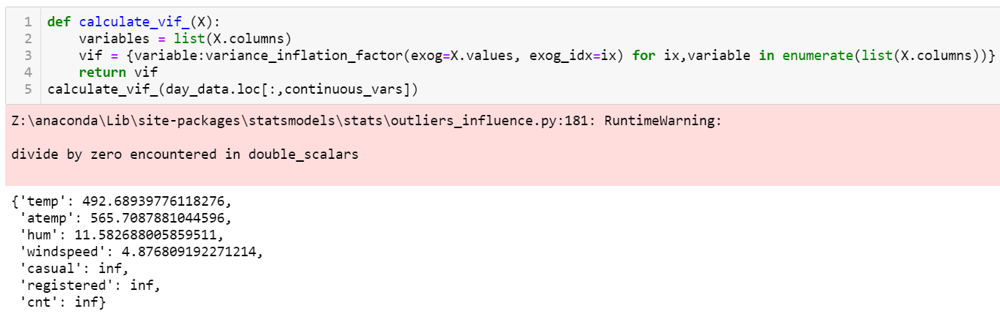 1 def calculate_vif_(X):
2     variables = list(X.columns)
3     vif = {variable:variance_inflation_factor(exog=X.values, exog_idx=ix) for ix,variable in enumerate(list(X.columns))}
4     return vif
5 calculate_vif_(day_data.loc[:,continuous_vars])
Z:\anaconda\Lib\site-packages\statsmodels\stats\outliers_influence.py:181: RuntimeWarning:
divide by zero encountered in double_scalars
{'temp': 492.68939776118276,
 'atemp': 565.7087881044596,
 'hum': 11.582688005859511,
 'windspeed': 4.876809192271214,
 'casual': inf,
 'registered': inf,
 'cnt': inf}